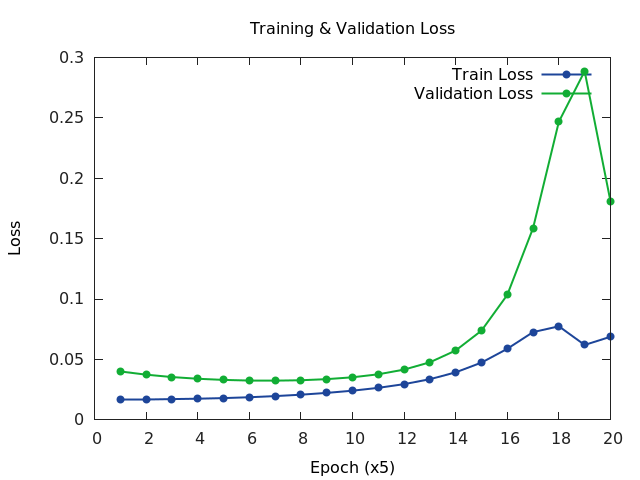 Training & Validation Loss
0.3
Train Loss
Validation Loss
0.25
0.2
0.15
0.1
0.05
0
Loss
0 2 4 6 8 10 12 14 16 18 20
Epoch (x5)